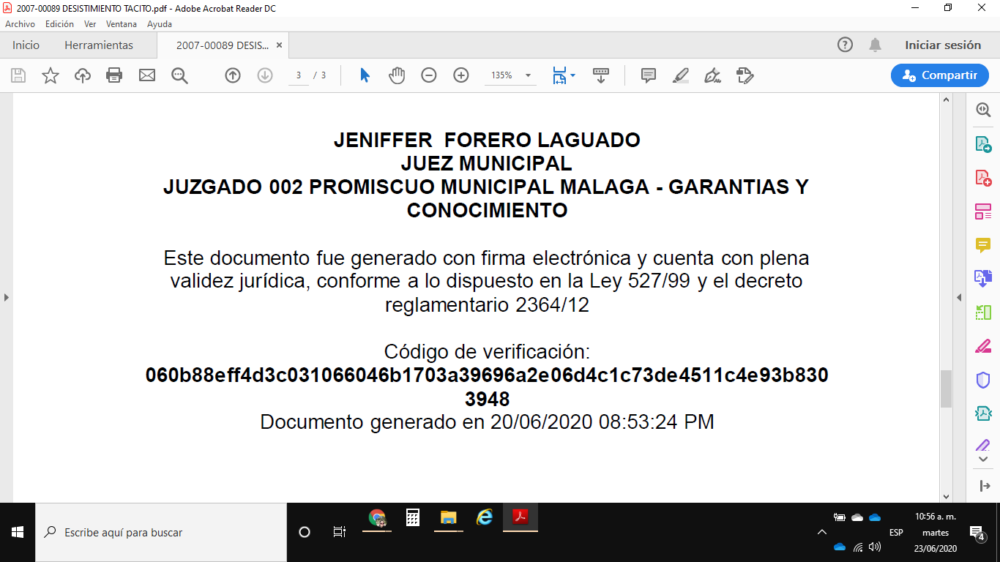 2007-00089 DESISTIMIENTO TACITO.pdf - Adobe Acrobat Reader DC
Archivo Edición Ver Ventana Ayuda
Inicio Herramientas 2007-00089 DESIS... × Iniciar sesión
3 / 3 135% Compartir
JENIFFER FORERO LAGUADO
JUEZ MUNICIPAL
JUZGADO 002 PROMISCUO MUNICIPAL MALAGA - GARANTIAS Y
CONOCIMIENTO
Este documento fue generado con firma electrónica y cuenta con plena
validez jurídica, conforme a lo dispuesto en la Ley 527/99 y el decreto
reglamentario 2364/12
Código de verificación:
060b88eff4d3c031066046b1703a39696a2e06d4c1c73de4511c4e93b830
3948
Documento generado en 20/06/2020 08:53:24 PM
Escribe aquí para buscar
ESP
10:56 a. m.
martes
23/06/2020
4